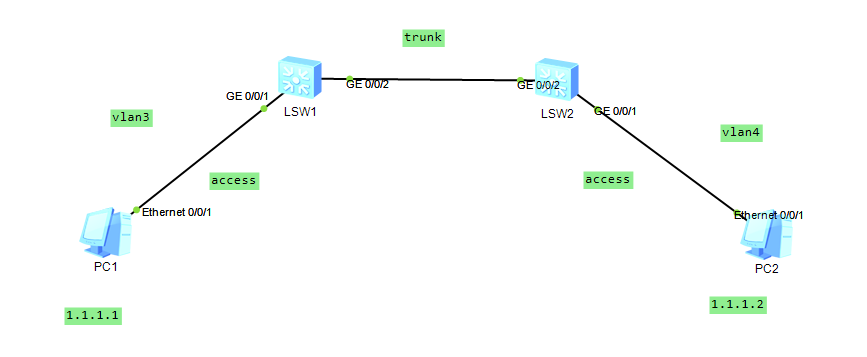 trunk
GE 0/0/1
GE 0/0/2
GE 0/0/2
GE 0/0/1
LSW1
LSW2
vlan3
vlan4
access
access
Ethernet 0/0/1
Ethernet 0/0/1
PC1
PC2
1.1.1.1
1.1.1.2